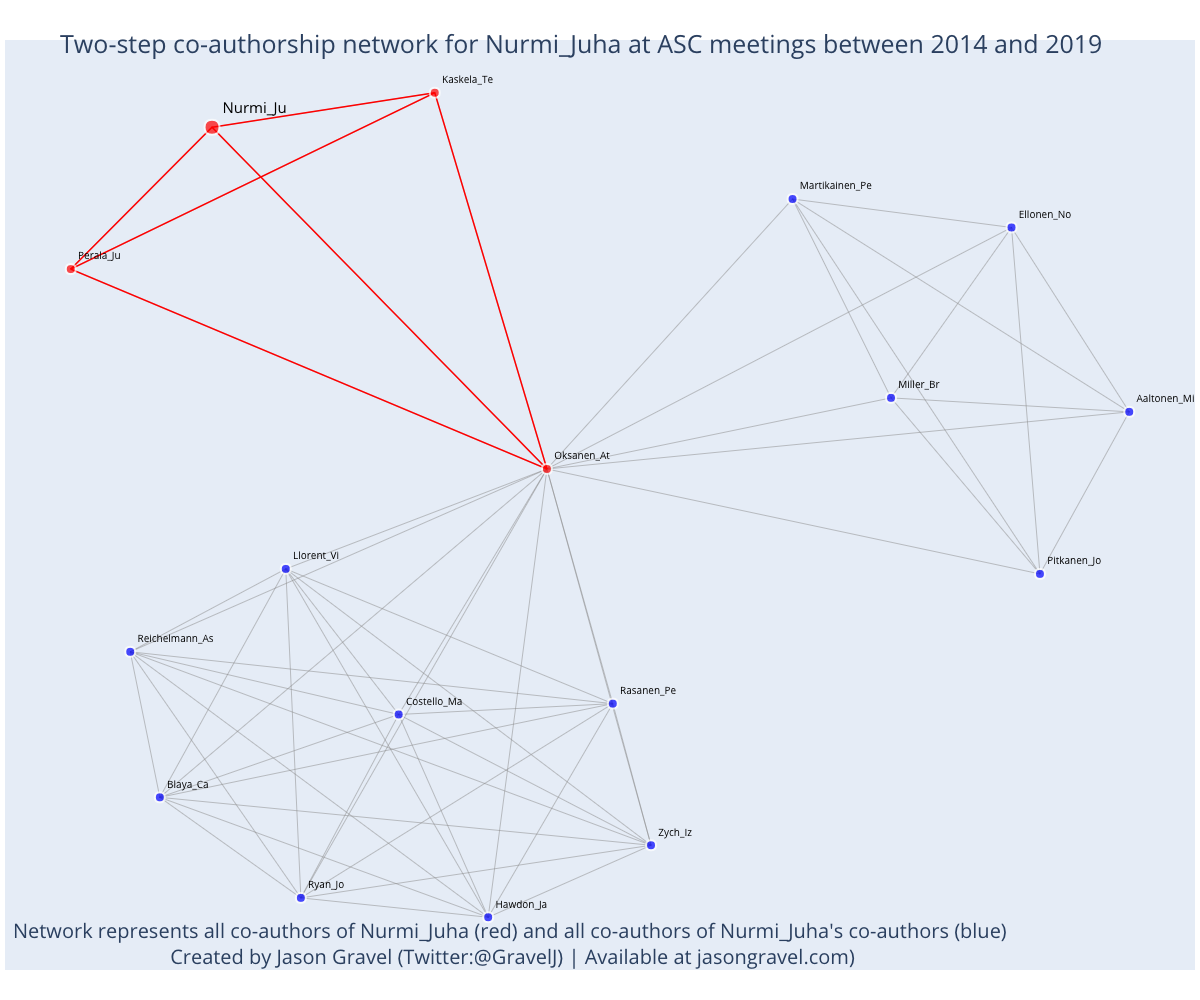 Two-step co-authorship network for Nurmi_Juha at ASC meetings between 2014 and 2019
Kaskela_Te
Nurmi_Ju
Martikainen_Pe
Ellonen_No
Perala_Ju
Miller_Br
Aaltonen_Mi
Oksanen_At
Llorent_Vi
Pitkanen_Jo
Reichelmann_As
Rasanen_Pe
Costello_Ma
Blaya_Ca
Zych_Iz
Ryan_Jo
Hawdon_Ja
Network represents all co-authors of Nurmi_Juha (red) and all co-authors of Nurmi_Juha's co-authors (blue)
Created by Jason Gravel (Twitter:@GravelJ) | Available at jasongravel.com)